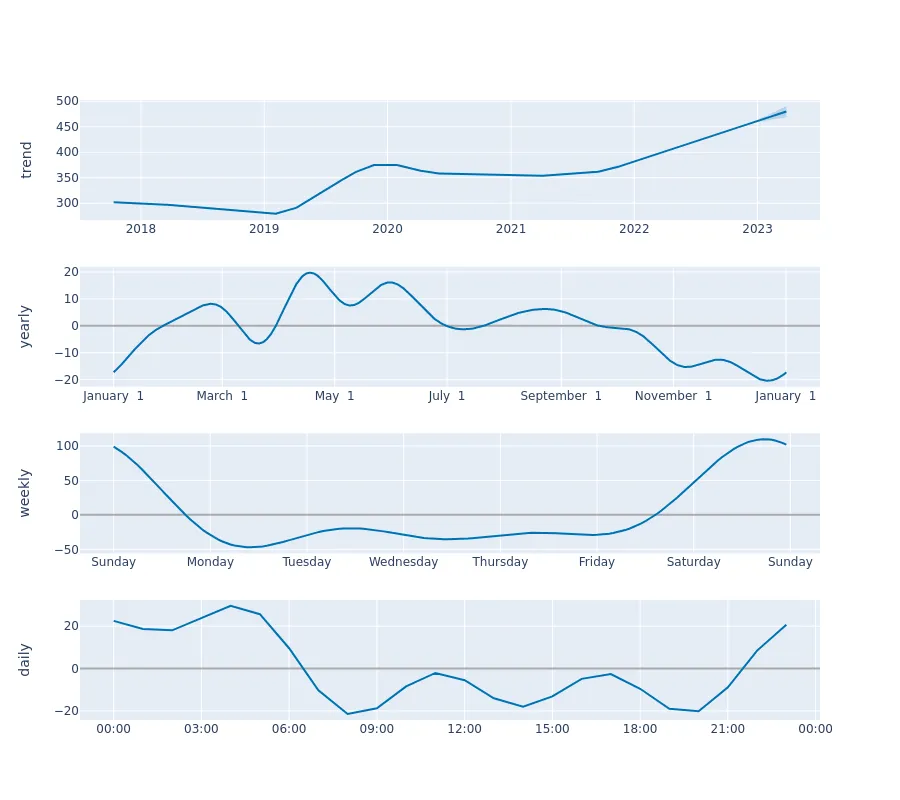 trend
500
450
400
350
300
2018 2019 2020 2021 2022 2023
yearly
20
10
0
−10
−20
January 1 March 1 May 1 July 1 September 1 November 1 January 1
weekly
100
50
0
−50
Sunday Monday Tuesday Wednesday Thursday Friday Saturday Sunday
daily
20
0
−20
00:00 03:00 06:00 09:00 12:00 15:00 18:00 21:00 00:00